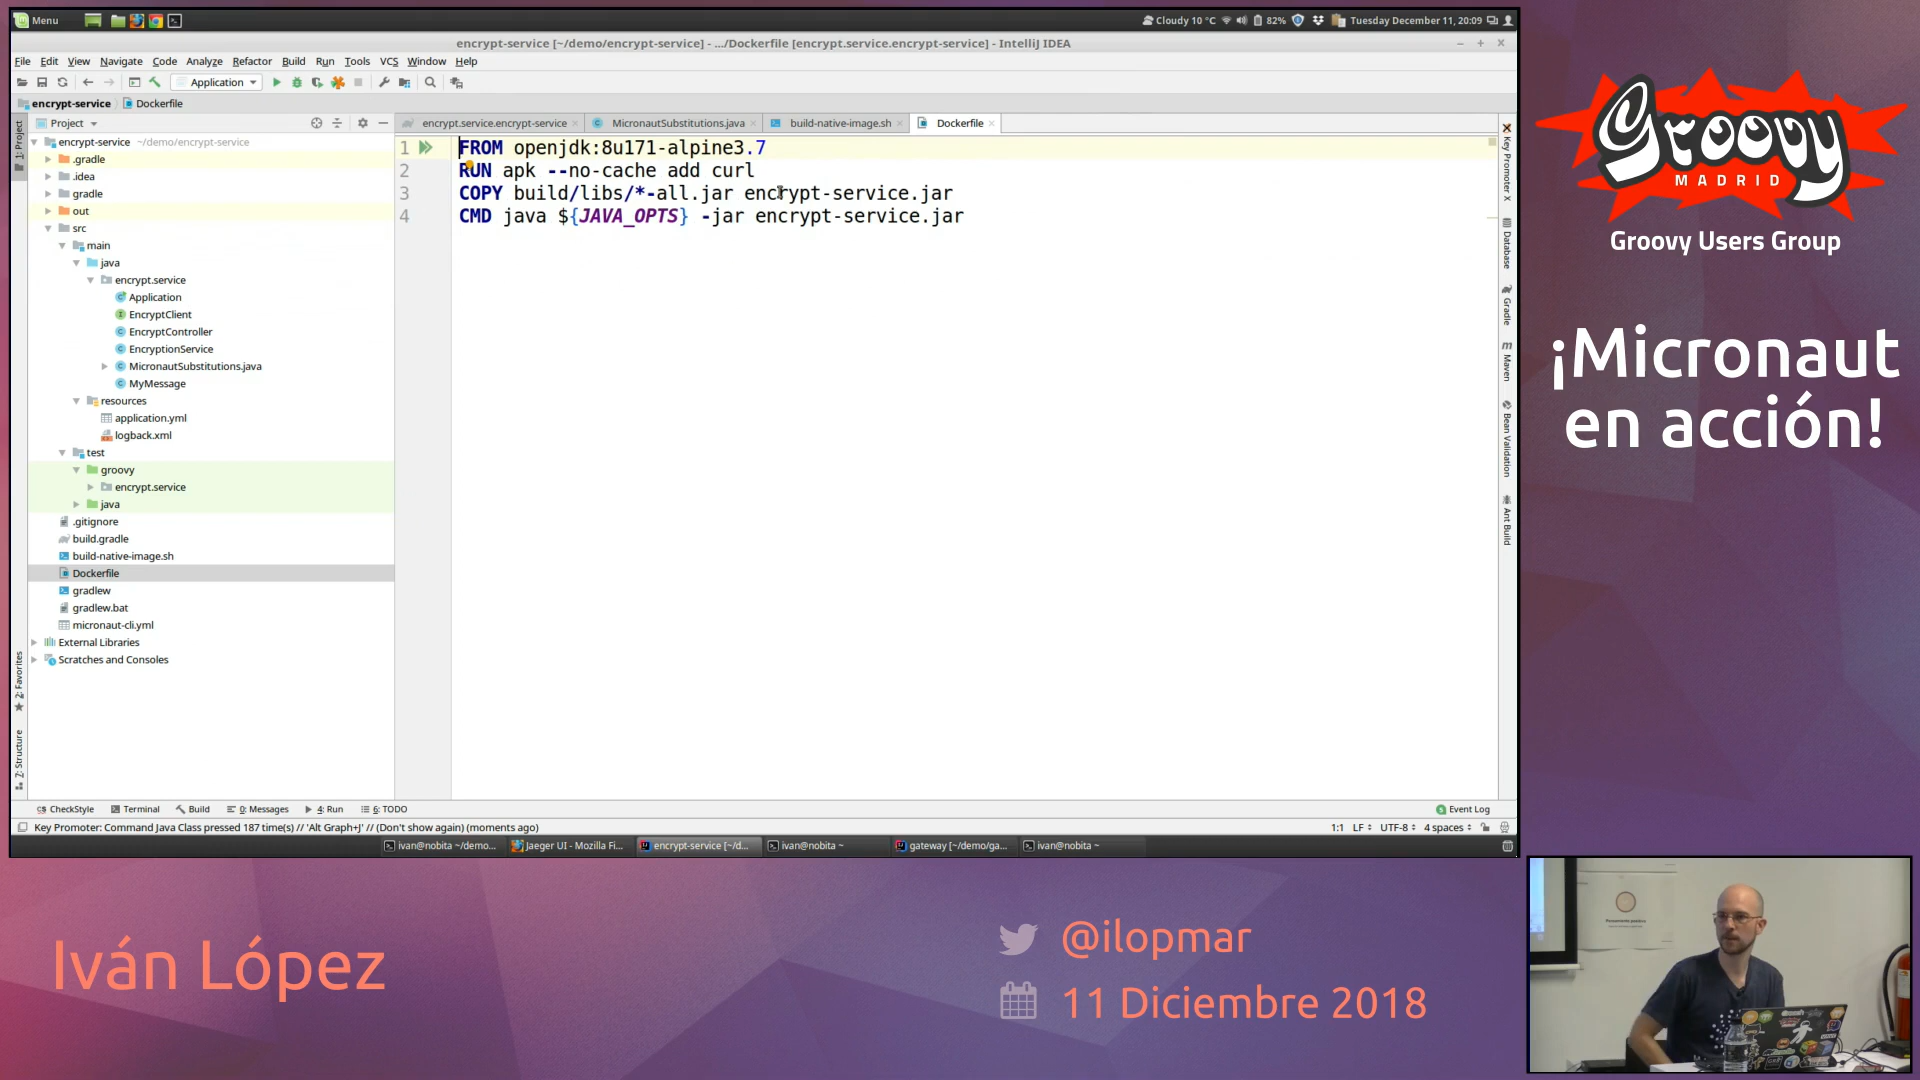 Menu
Cloudy 10 °C
82%
Tuesday December 11, 20:09
encrypt-service [~/demo/encrypt-service] - .../Dockerfile [encrypt.service.encrypt-service] - IntelliJ IDEA
File Edit View Navigate Code Analyze Refactor Build Run Tools VCS Window Help
Application
encrypt-service Dockerfile
Project
encrypt.service.encrypt-service
MicronautSubstitutions.java
build-native-image.sh
Dockerfile
1: Project
encrypt-service ~/demo/encrypt-service
.gradle
.idea
gradle
out
src
main
java
encrypt.service
Application
EncryptClient
EncryptController
EncryptionService
MicronautSubstitutions.java
MyMessage
resources
application.yml
logback.xml
test
groovy
encrypt.service
java
.gitignore
build.gradle
build-native-image.sh
Dockerfile
gradlew
gradlew.bat
micronaut-cli.yml
External Libraries
Scratches and Consoles
2: Favorites
7: Structure
1 FROM openjdk:8u171-alpine3.7
2 RUN apk --no-cache add curl
3 COPY build/libs/*-all.jar encrypt-service.jar
4 CMD java ${JAVA_OPTS} -jar encrypt-service.jar
Key Promoter X
Database
Gradle
Maven
Bean Validation
Ant Build
CheckStyle Terminal Build 0: Messages 4: Run 6: TODO
Event Log
Key Promoter: Command Java Class pressed 187 time(s) // 'Alt Graph+J' // (Don't show again) (moments ago)
1:1 LF UTF-8 4 spaces
ivan@nobita ~/demo...
Jaeger UI - Mozilla Fi...
encrypt-service [~/d...
ivan@nobita ~
gateway [~/demo/ga...
ivan@nobita ~
Groovy
MADRID
Groovy Users Group
¡Micronaut
en acción!
Iván López
@ilopmar
11 Diciembre 2018